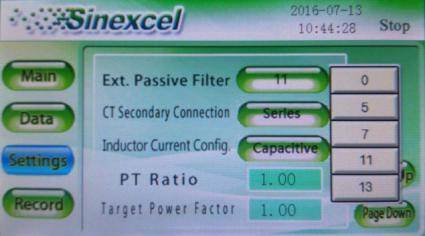 Sinexcel
2016-07-13
10:44:28 Stop
Main
Data
Settings
Record
Ext. Passive Filter 11
CT Secondary Connection Series
Inductor Current Config. Capacitive
PT Ratio 1.00
Target Power Factor 1.00
0
5
7
11
13
Page Down